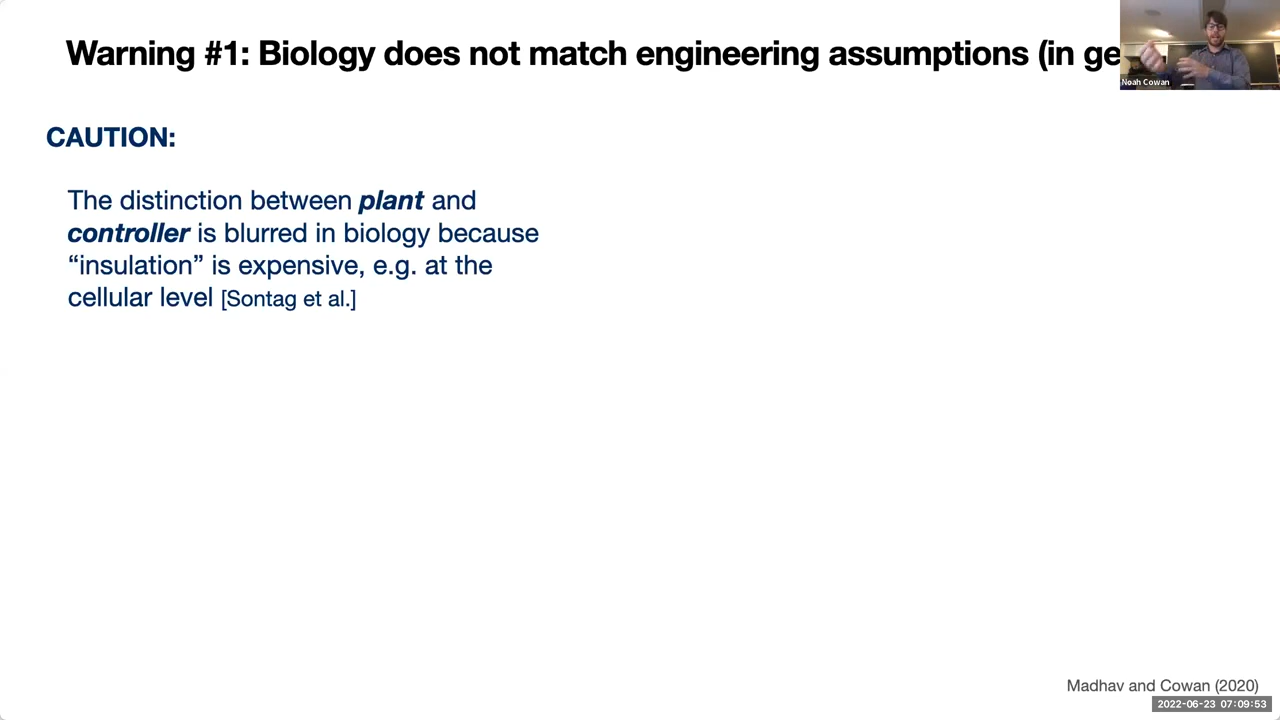 Warning #1: Biology does not match engineering assumptions (in ge
Noah Cowan
CAUTION:
The distinction between plant and
controller is blurred in biology because
“insulation” is expensive, e.g. at the
cellular level [Sontag et al.]
Madhav and Cowan (2020)
2022-06-23 07:09:53